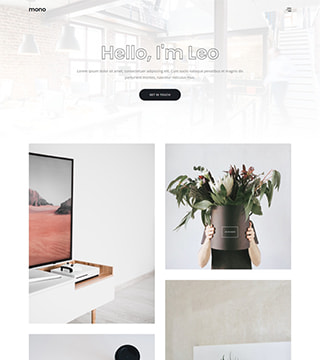 mono
Hello, I'm Leo
Lorem ipsum dolor sit amet, consectetuer adipiscing elit. Cum sociis natoque penatibus et magnis dis
parturient montes, nascetur ridiculus mus.
GET IN TOUCH